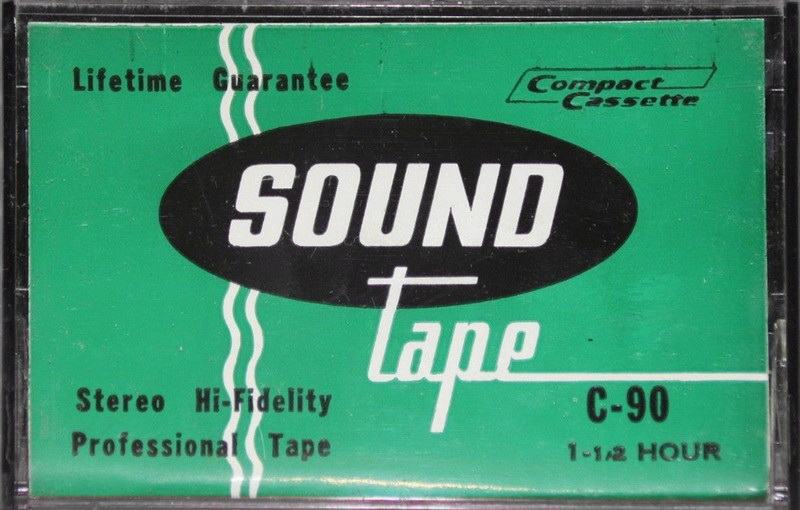 Lifetime Guarantee
Compact
Cassette
SOUND
tape
Stereo Hi-Fidelity
C-90
Professional Tape
1-1/2 HOUR